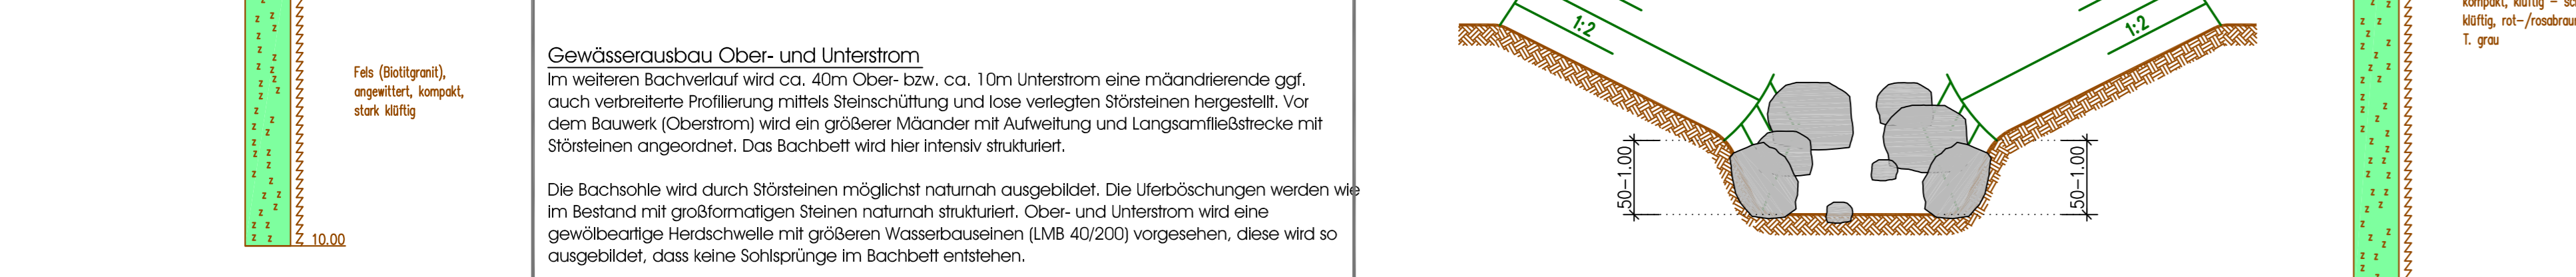 Fels (Biotitgranit),
angewittert, kompakt,
stark klüftig
10.00
Gewässerausbau Ober- und Unterstrom
Im weiteren Bachverlauf wird ca. 40m Ober- bzw. ca. 10m Unterstrom eine mäandrierende ggf.
auch verbreiterte Profilierung mittels Steinschüttung und lose verlegten Störsteinen hergestellt. Vor
dem Bauwerk (Oberstrom) wird ein größerer Mäander mit Aufweitung und Langsamfließstrecke mit
Störsteinen angeordnet. Das Bachbett wird hier intensiv strukturiert.
Die Bachsohle wird durch Störsteinen möglichst naturnah ausgebildet. Die Uferböschungen werden wie
im Bestand mit großformatigen Steinen naturnah strukturiert. Ober- und Unterstrom wird eine
gewölbeartige Herdschwelle mit größeren Wasserbauseinen (LMB 40/200) vorgesehen, diese wird so
ausgebildet, dass keine Sohlsprünge im Bachbett entstehen.
1:2
1:2
.50-1.00
.50-1.00
kompakt, klüftig -
klüftig, rot-/rosabraun
T. grau